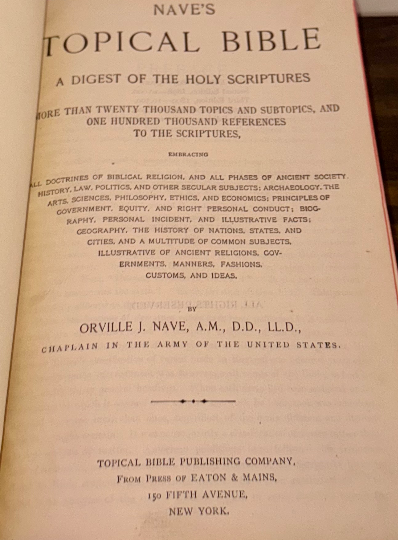 NAVE'S
TOPICAL BIBLE
A DIGEST OF THE HOLY SCRIPTURES
MORE THAN TWENTY THOUSAND TOPICS AND SUBTOPICS, AND
ONE HUNDRED THOUSAND REFERENCES
TO THE SCRIPTURES,
EMBRACING
ALL DOCTRINES OF BIBLICAL RELIGION, AND ALL PHASES OF ANCIENT SOCIETY
HISTORY, LAW, POLITICS, AND OTHER SECULAR SUBJECTS; ARCHAEOLOGY, THE
ARTS, SCIENCES, PHILOSOPHY, ETHICS, AND ECONOMICS; PRINCIPLES OF
GOVERNMENT, EQUITY, AND RIGHT PERSONAL CONDUCT; BIOG-
RAPHY, PERSONAL INCIDENT, AND ILLUSTRATIVE FACTS;
GEOGRAPHY, THE HISTORY OF NATIONS, STATES, AND
CITIES, AND A MULTITUDE OF COMMON SUBJECTS,
ILLUSTRATIVE OF ANCIENT RELIGIONS, GOV-
ERNMENTS, MANNERS, FASHIONS,
CUSTOMS, AND IDEAS.
BY
ORVILLE J. NAVE, A.M., D.D., LL.D.,
CHAPLAIN IN THE ARMY OF THE UNITED STATES.
TOPICAL BIBLE PUBLISHING COMPANY,
FROM PRESS OF EATON & MAINS,
150 FIFTH AVENUE,
NEW YORK.